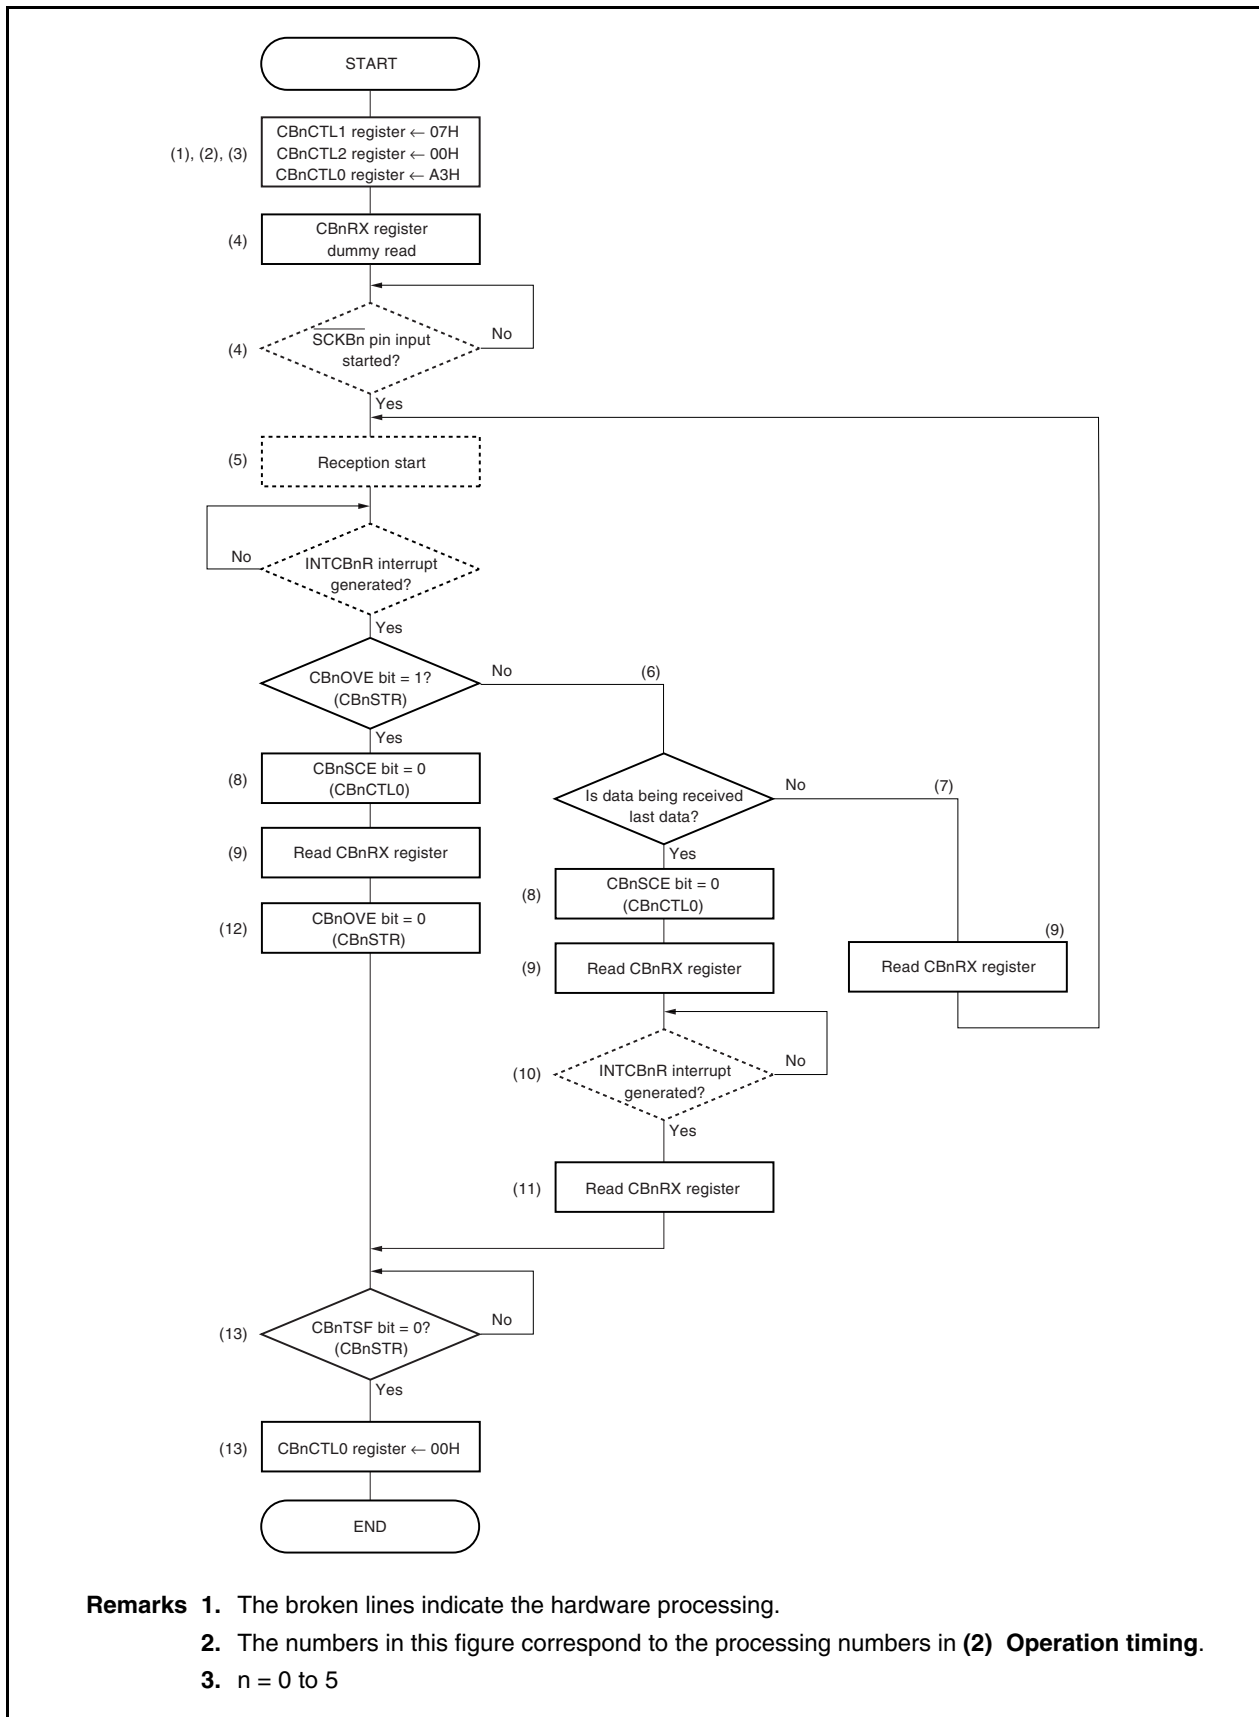 START
(1), (2), (3)
CBnCTL1 register ← 07H
CBnCTL2 register ← 00H
CBnCTL0 register ← A3H
(4)
CBnRX register
dummy read
(4)
SCKBn pin input
started?
No
Yes
(5)
Reception start
No
INTCBnR interrupt
generated?
Yes
CBnOVE bit = 1?
(CBnSTR)
No
(6)
Yes
(8)
CBnSCE bit = 0
(CBnCTL0)
(9)
Read CBnRX register
(12)
CBnOVE bit = 0
(CBnSTR)
Is data being received
last data?
No
(7)
Yes
(8)
CBnSCE bit = 0
(CBnCTL0)
(9)
Read CBnRX register
(9)
Read CBnRX register
(10)
INTCBnR interrupt
generated?
No
Yes
(11)
Read CBnRX register
(13)
CBnTSF bit = 0?
(CBnSTR)
No
Yes
(13)
CBnCTL0 register ← 00H
END
Remarks 1. The broken lines indicate the hardware processing.
2. The numbers in this figure correspond to the processing numbers in (2) Operation timing.
3. n = 0 to 5